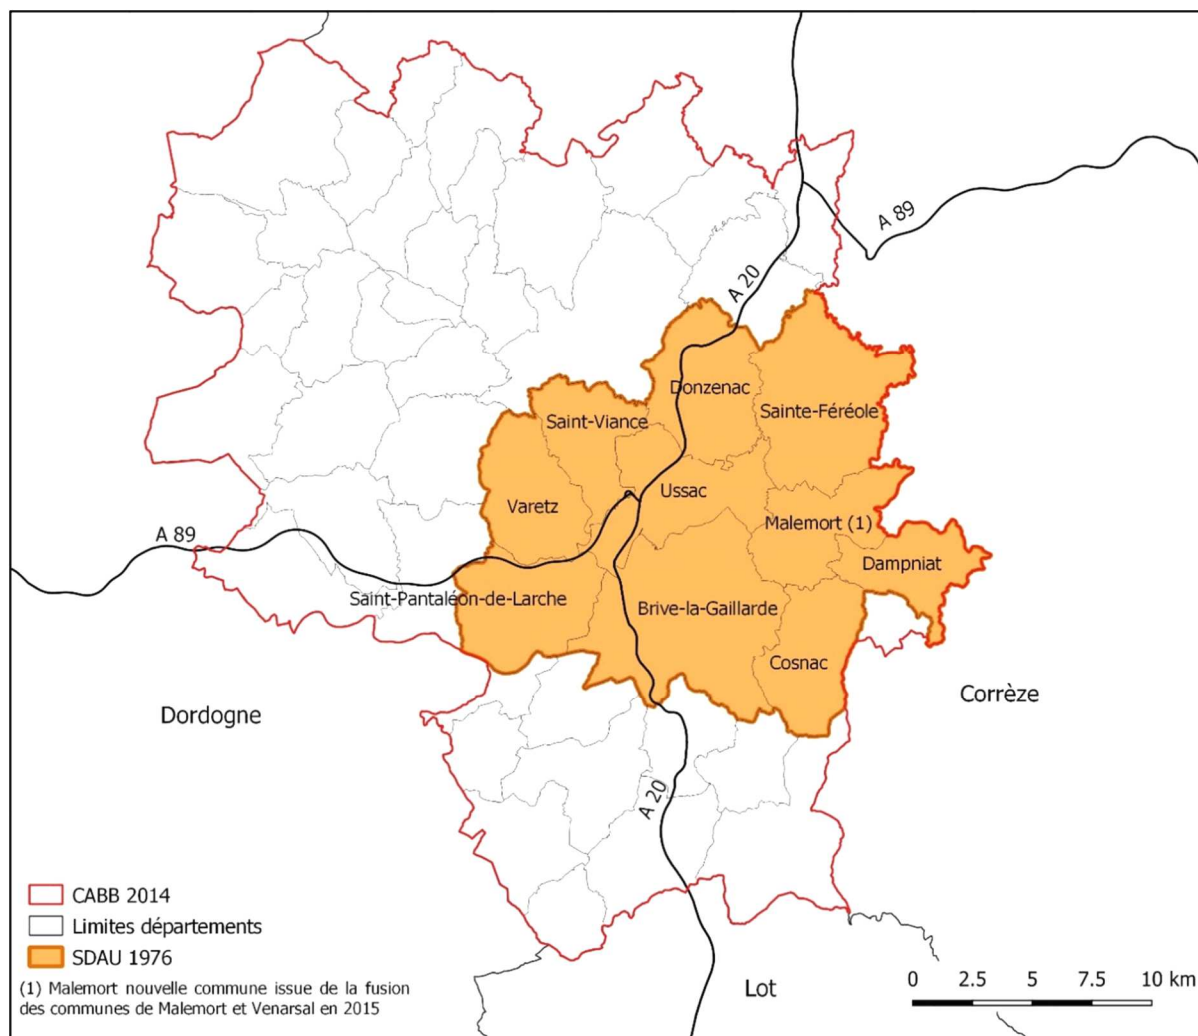 A 89
A 20
Donzenac
Saint-Viance
Sainte-Féréole
Ussac
Varetz
Malemort (1)
A 89
Dampniat
Saint-Pantaléon-de-Larche
Brive-la-Gaillarde
Cosnac
Corrèze
Dordogne
A 20
CABB 2014
Limites départements
SDAU 1976
(1) Malemort nouvelle commune issue de la fusion
des communes de Malemort et Venarsal en 2015
Lot
0 2.5 5 7.5 10 km